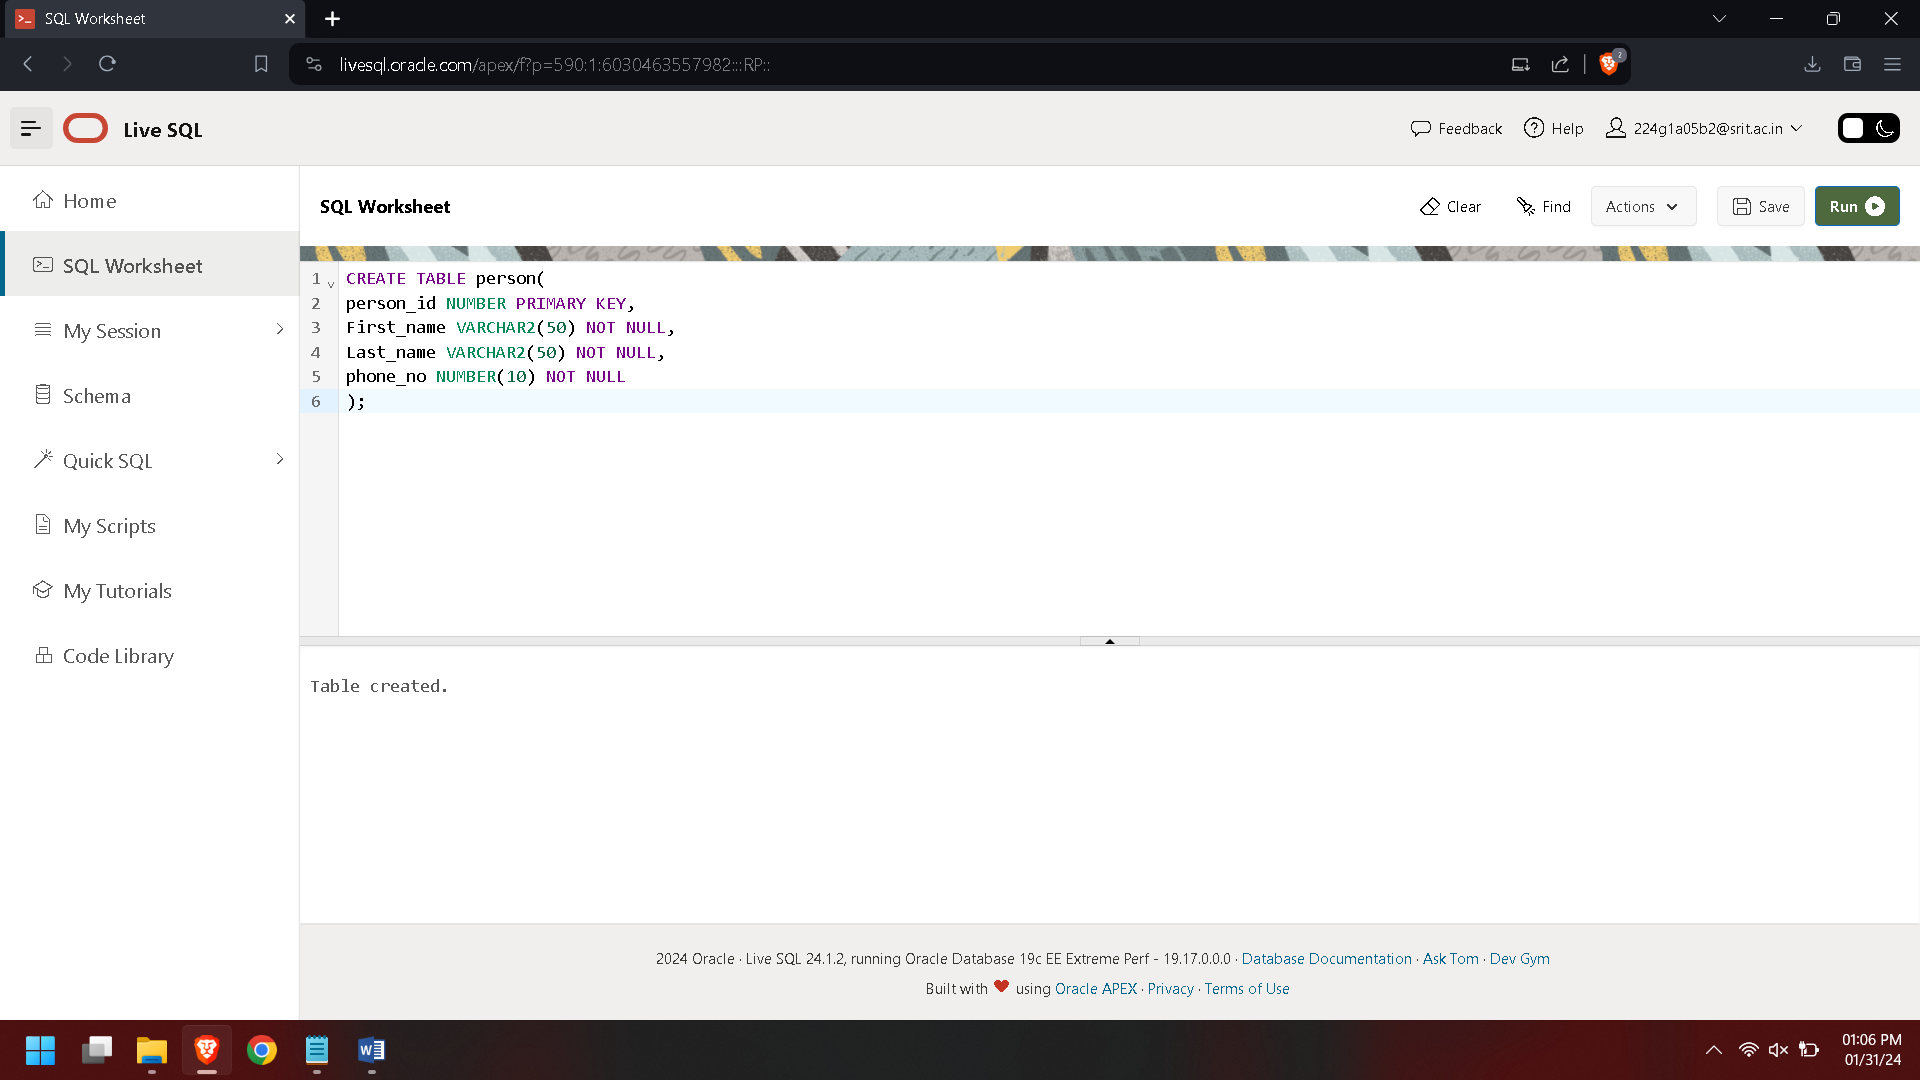 SQL Worksheet
livesql.oracle.com/apex/f?p=590:1:6030463557982:::RP::
2
Live SQL
Feedback
Help
224g1a05b2@srit.ac.in
Home
SQL Worksheet
My Session
Schema
Quick SQL
My Scripts
My Tutorials
Code Library
SQL Worksheet
Clear
Find
Actions
Save
Run
1 CREATE TABLE person(
2 person_id NUMBER PRIMARY KEY,
3 First_name VARCHAR2(50) NOT NULL,
4 Last_name VARCHAR2(50) NOT NULL,
5 phone_no NUMBER(10) NOT NULL
6 );
Table created.
2024 Oracle · Live SQL 24.1.2, running Oracle Database 19c EE Extreme Perf - 19.17.0.0.0 · Database Documentation · Ask Tom · Dev Gym
Built with ❤ using Oracle APEX · Privacy · Terms of Use
01:06 PM
01/31/24